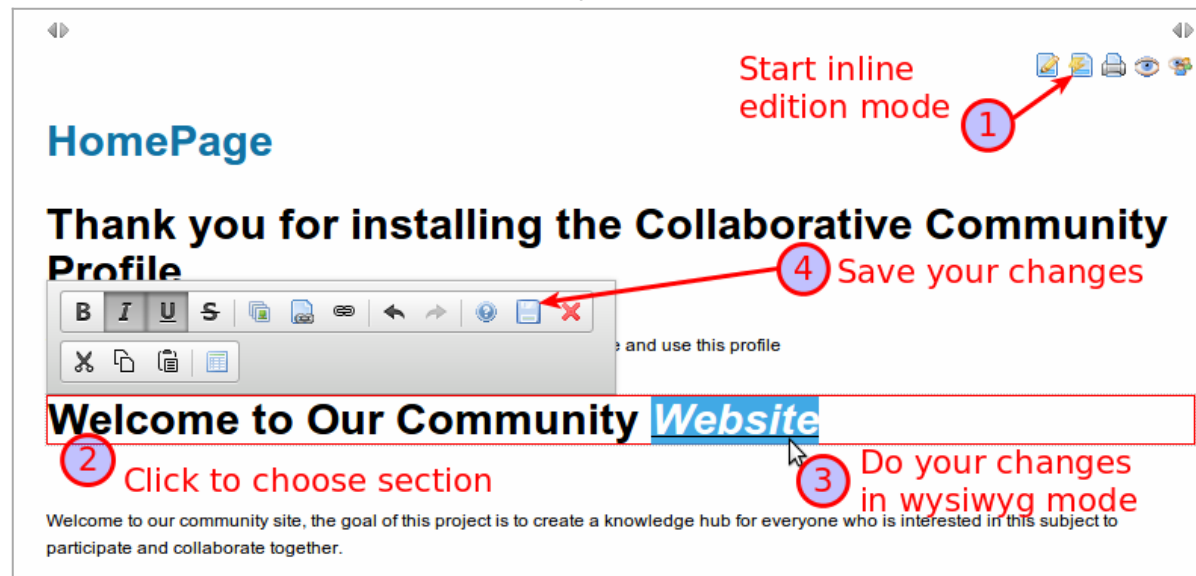 Start inline
edition mode
1
HomePage
Thank you for installing the Collaborative Community
Profile
4 Save your changes
B I U S
e and use this profile
Welcome to Our Community Website
2
Click to choose section
3
Do your changes
in wysiwyg mode
Welcome to our community site, the goal of this project is to create a knowledge hub for everyone who is interested in this subject to
participate and collaborate together.